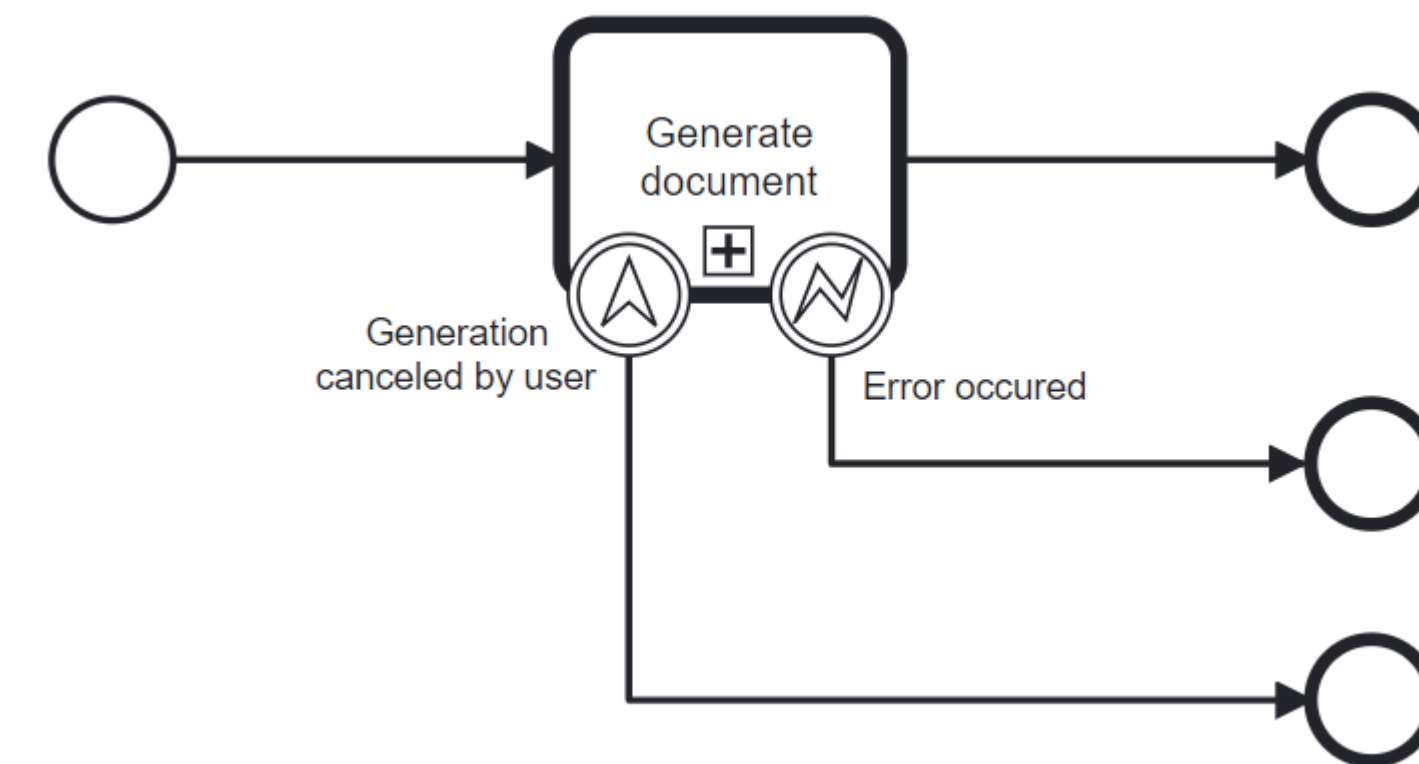 Generate
document
Generation
canceled by user
Error occured